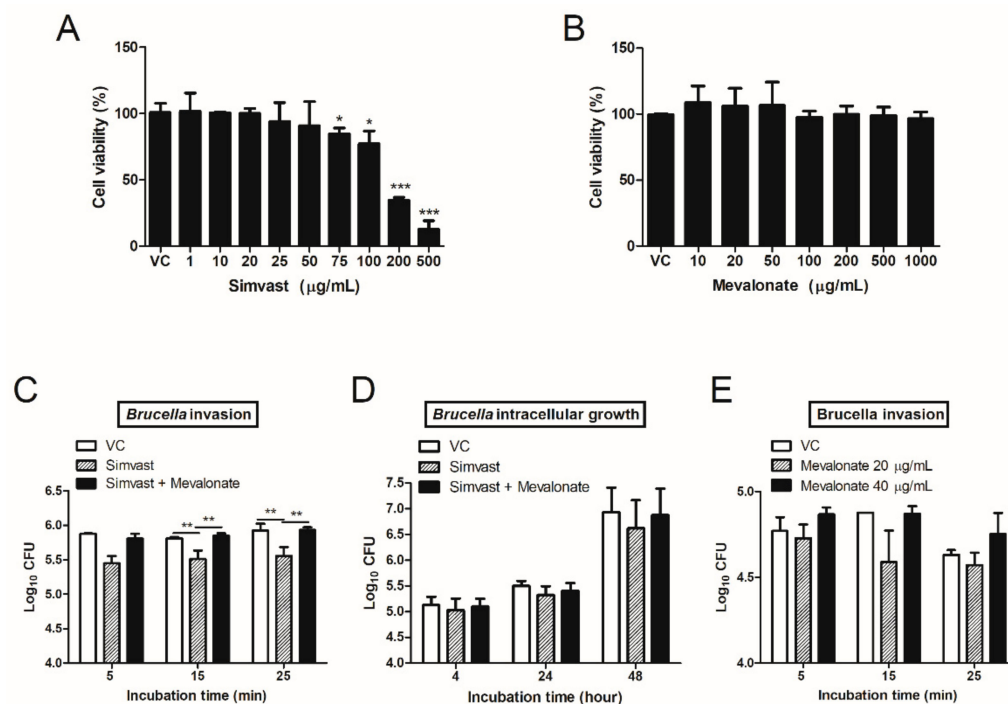 A
150
100
50
0
Cell viability (%)
* *
***
***
VC 1 10 20 25 50 75 100 200 500
Simvast (μg/mL)
B
150
100
50
0
Cell viability (%)
VC 10 20 50 100 200 500 1000
Mevalonate (μg/mL)
C
Brucella invasion
VC
Simvast
Simvast + Mevalonate
6.5
6.0
5.5
5.0
4.5
4.0
Log10 CFU
** **
** **
5 15 25
Incubation time (min)
D
Brucella intracellular growth
VC
Simvast
Simvast + Mevalonate
7.5
7.0
6.5
6.0
5.5
5.0
4.5
4.0
Log10 CFU
4 24 48
Incubation time (hour)
E
Brucella invasion
VC
Mevalonate 20 μg/mL
Mevalonate 40 μg/mL
5.0
4.5
4.0
Log10 CFU
5 15 25
Incubation time (min)